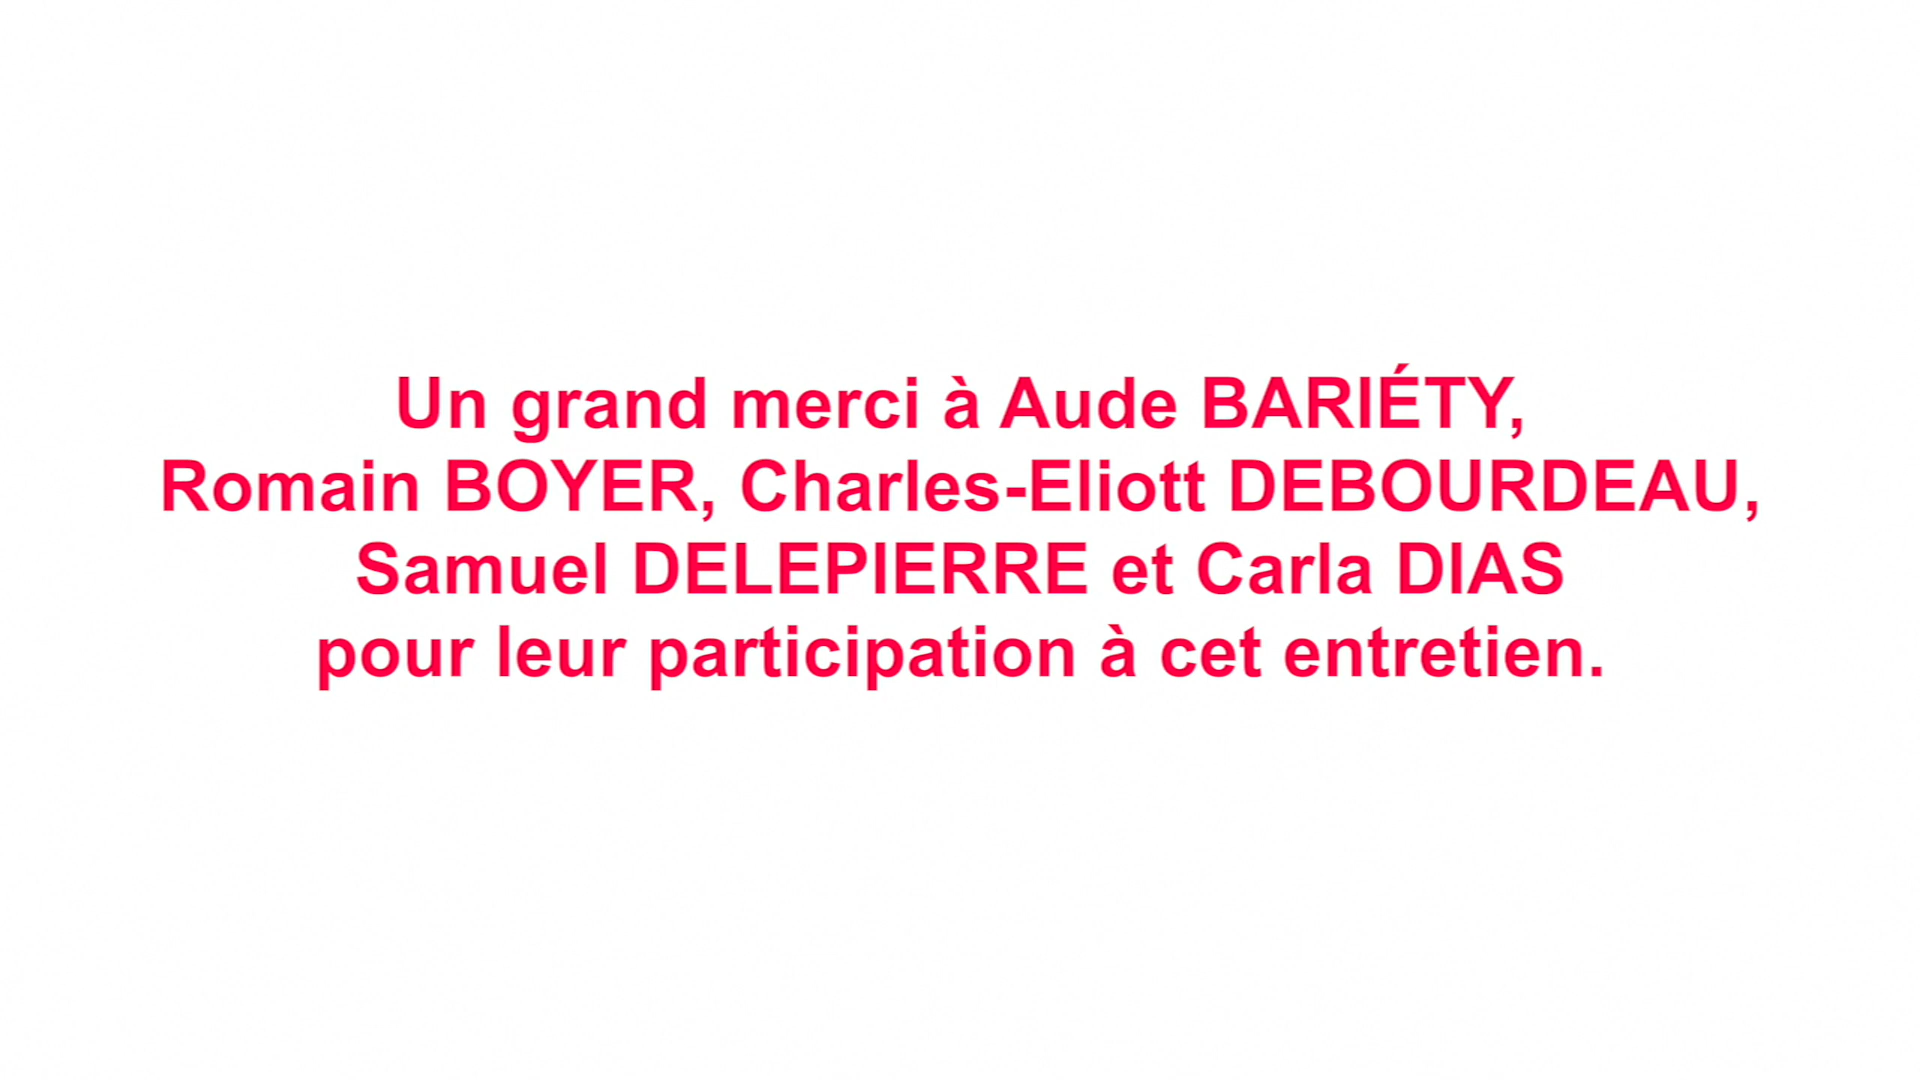 Un grand merci à Aude BARIÉTY,
Romain BOYER, Charles-Eliott DEBOURDEAU,
Samuel DELEPIERRE et Carla DIAS
pour leur participation à cet entretien.